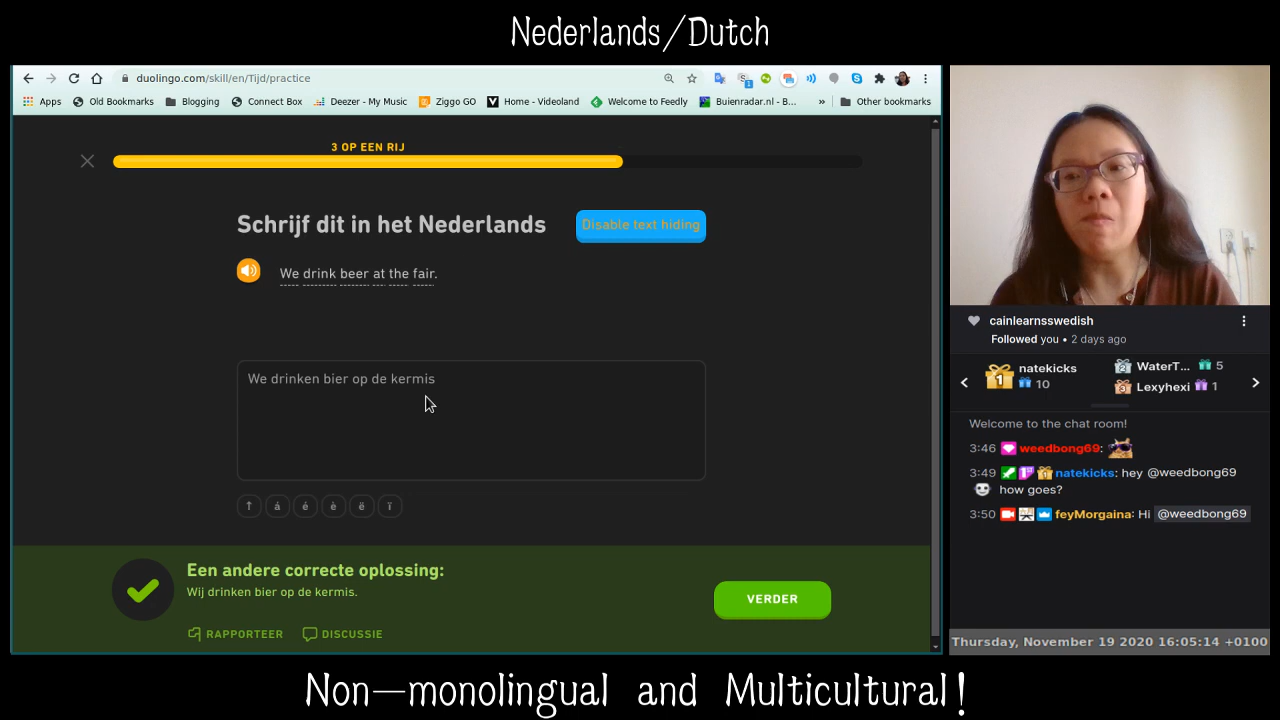 Nederlands/Dutch
duolingo.com/skill/en/Tijd/practice
Apps Old Bookmarks Blogging Connect Box Deezer - My Music Ziggo GO Home - Videoland Welcome to Feedly Buienradar.nl - B... » Other bookmarks
3 OP EEN RIJ
Schrijf dit in het Nederlands
Disable text hiding
We drink beer at the fair.
We drinken bier op de kermis
↑ á é è ë ï
Een andere correcte oplossing:
Wij drinken bier op de kermis.
RAPPORTEER DISCUSSIE
VERDER
cainlearnsswedish
Followed you • 2 days ago
natekicks
10
WaterT... 5
Lexyhexi 1
Welcome to the chat room!
3:46 weedbong69:
3:49 natekicks: hey @weedbong69
how goes?
3:50 feyMorgaina: Hi @weedbong69
Thursday, November 19 2020 16:05:14 +0100
Non-monolingual and Multicultural!